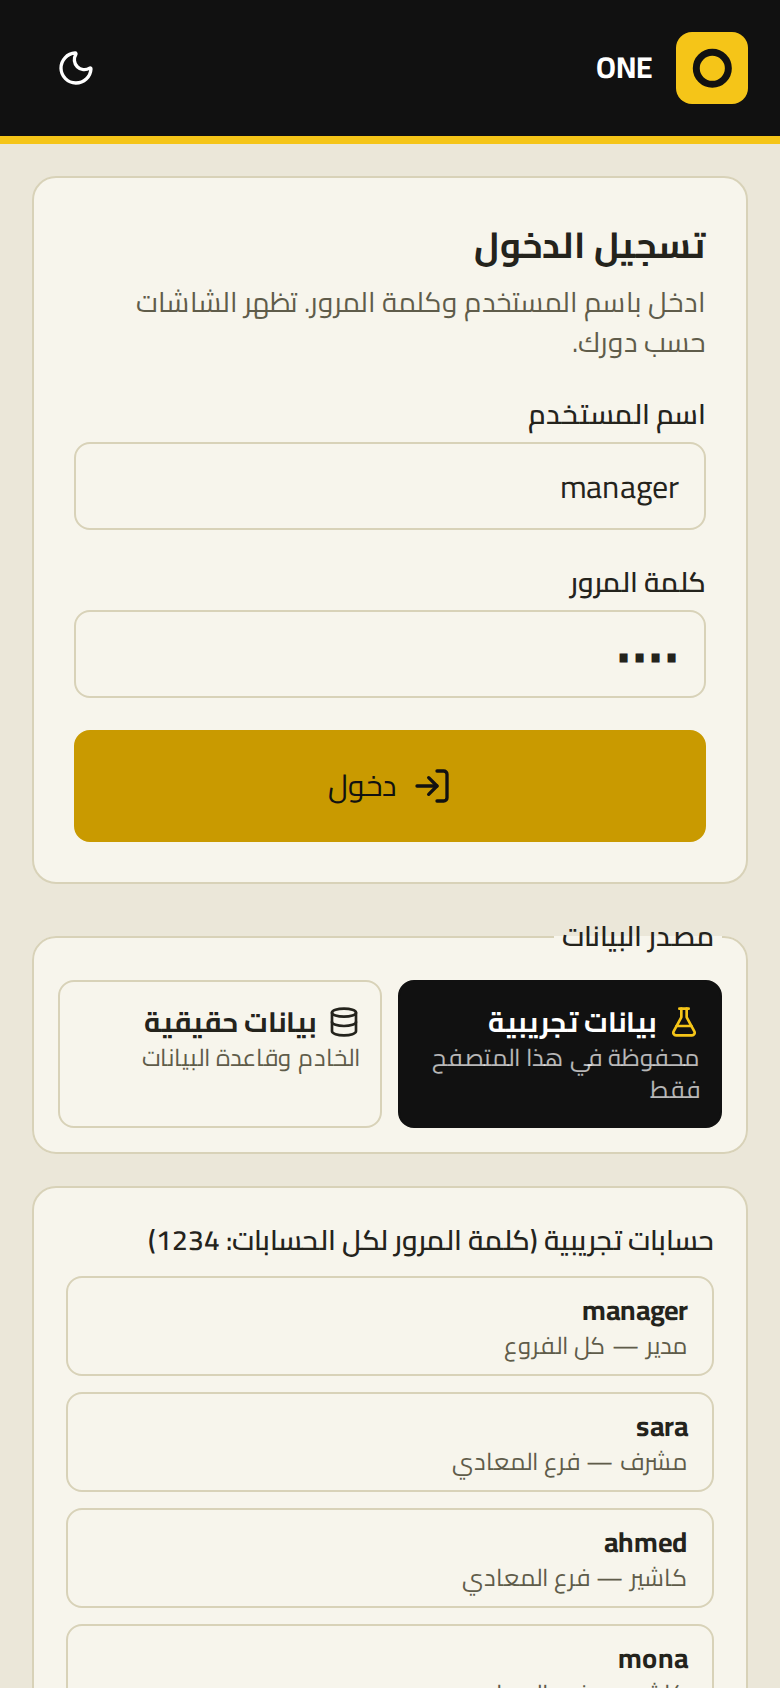 ONE
تسجيل الدخول
ادخل باسم المستخدم وكلمة المرور. تظهر الشاشات
حسب دورك.
اسم المستخدم
manager
كلمة المرور
دخول
مصدر البيانات
بيانات تجريبية
محفوظة في هذا المتصفح
فقط
بيانات حقيقية
الخادم وقاعدة البيانات
حسابات تجريبية (كلمة المرور لكل الحسابات: 1234)
manager
مدير — كل الفروع
sara
مشرف — فرع المعادي
ahmed
كاشير — فرع المعادي
mona